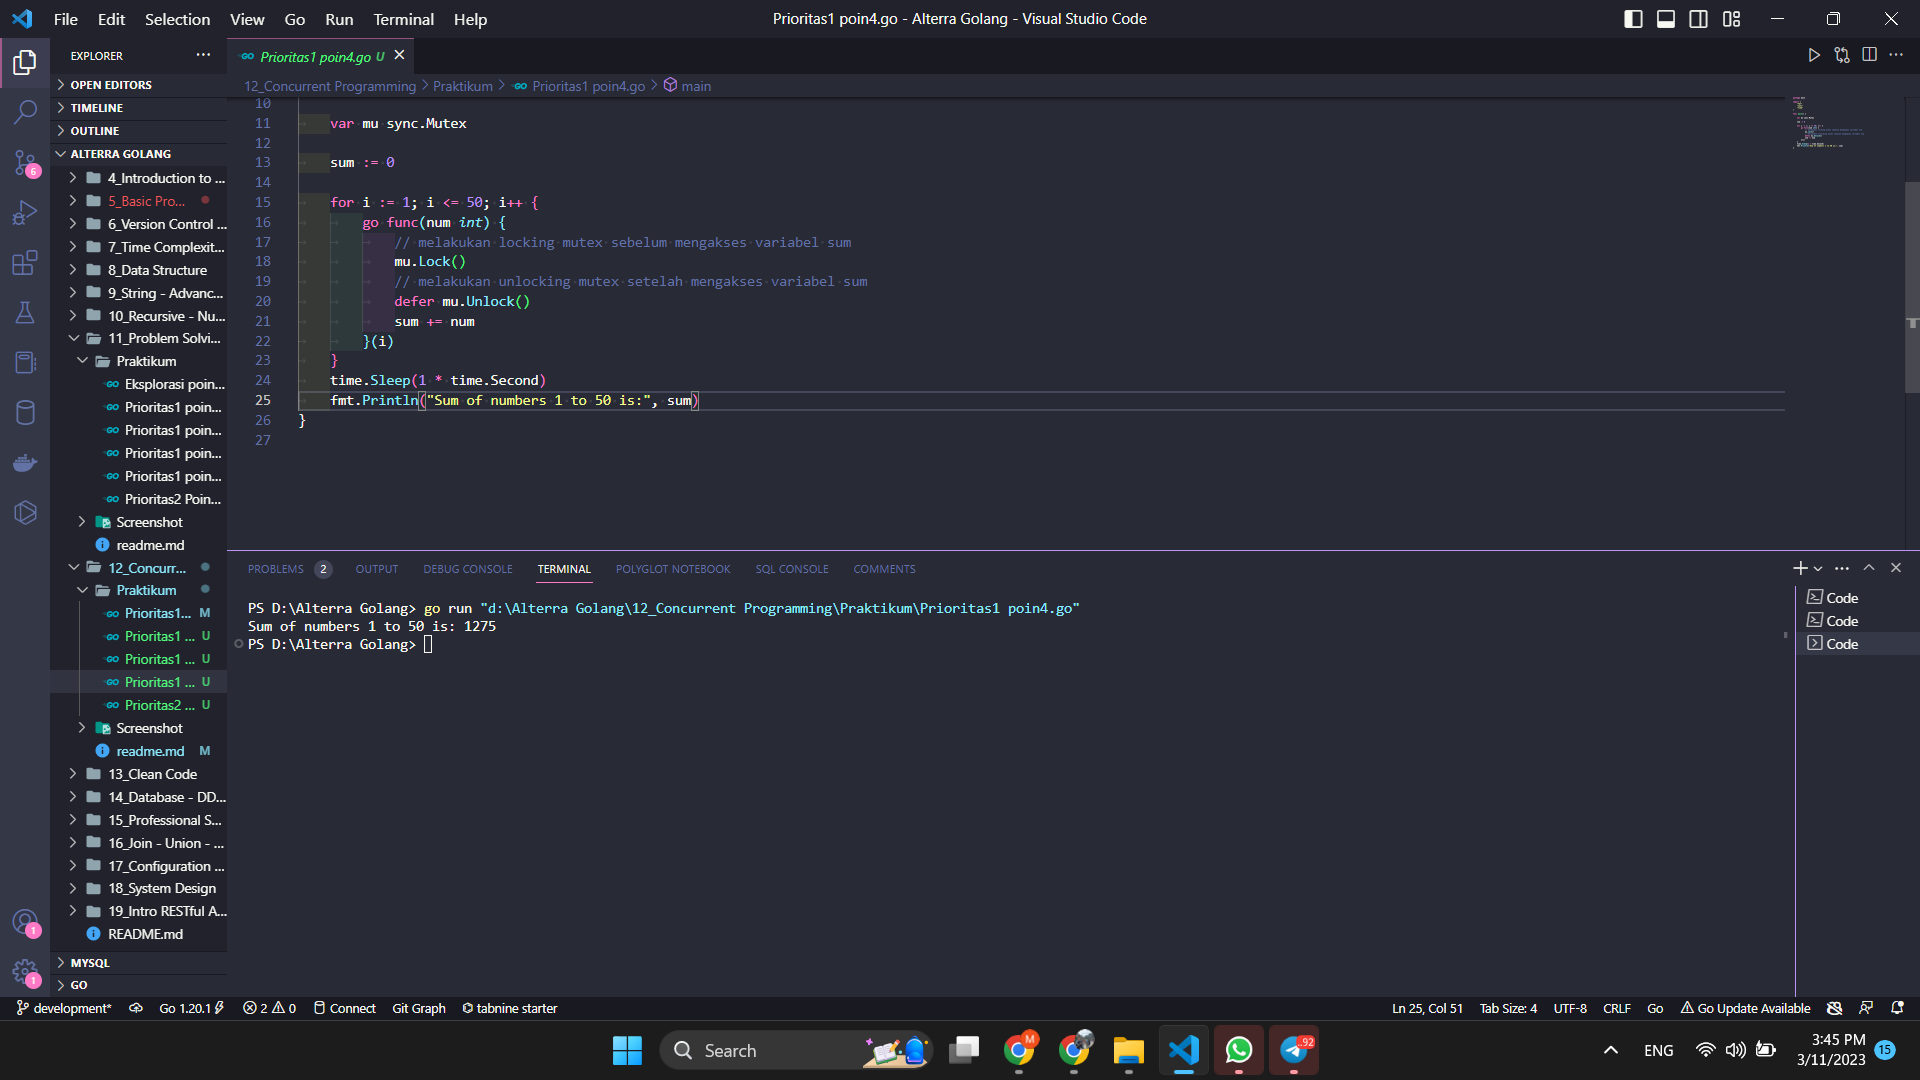 File Edit Selection View Go Run Terminal Help
Prioritas1 poin4.go - Alterra Golang - Visual Studio Code
EXPLORER
OPEN EDITORS
TIMELINE
OUTLINE
ALTERRA GOLANG
4_Introduction to ...
5_Basic Pro...
6_Version Control ...
7_Time Complexit...
8_Data Structure
9_String - Advanc...
10_Recursive - Nu...
11_Problem Solvi...
Praktikum
Eksplorasi poin...
Prioritas1 poin...
Prioritas1 poin...
Prioritas1 poin...
Prioritas1 poin...
Prioritas2 Poin...
Screenshot
readme.md
12_Concurr...
Praktikum
Prioritas1... M
Prioritas1 ... U
Prioritas1 ... U
Prioritas1 ... U
Prioritas2 ... U
Screenshot
readme.md M
13_Clean Code
14_Database - DD...
15_Professional S...
16_Join - Union - ...
17_Configuration ...
18_System Design
19_Intro RESTful A...
README.md
MYSQL
GO
6
1
1
Prioritas1 poin4.go U
12_Concurrent Programming > Praktikum > Prioritas1 poin4.go > main
10
11 var mu sync.Mutex
12
13 sum := 0
14
15 for i := 1; i <= 50; i++ {
16 go func(num int) {
17 // melakukan locking mutex sebelum mengakses variabel sum
18 mu.Lock()
19 // melakukan unlocking mutex setelah mengakses variabel sum
20 defer mu.Unlock()
21 sum += num
22 }(i)
23 }
24 time.Sleep(1 * time.Second)
25 fmt.Println("Sum of numbers 1 to 50 is:", sum)
26 }
27
PROBLEMS 2 OUTPUT DEBUG CONSOLE TERMINAL POLYGLOT NOTEBOOK SQL CONSOLE COMMENTS
PS D:\Alterra Golang> go run "d:\Alterra Golang\12_Concurrent Programming\Praktikum\Prioritas1 poin4.go"
Sum of numbers 1 to 50 is: 1275
PS D:\Alterra Golang>
Code
Code
Code
development* Go 1.20.1 2 0 Connect Git Graph tabnine starter
Ln 25, Col 51 Tab Size: 4 UTF-8 CRLF Go Go Update Available
Search
M
92
ENG
3:45 PM
3/11/2023
15